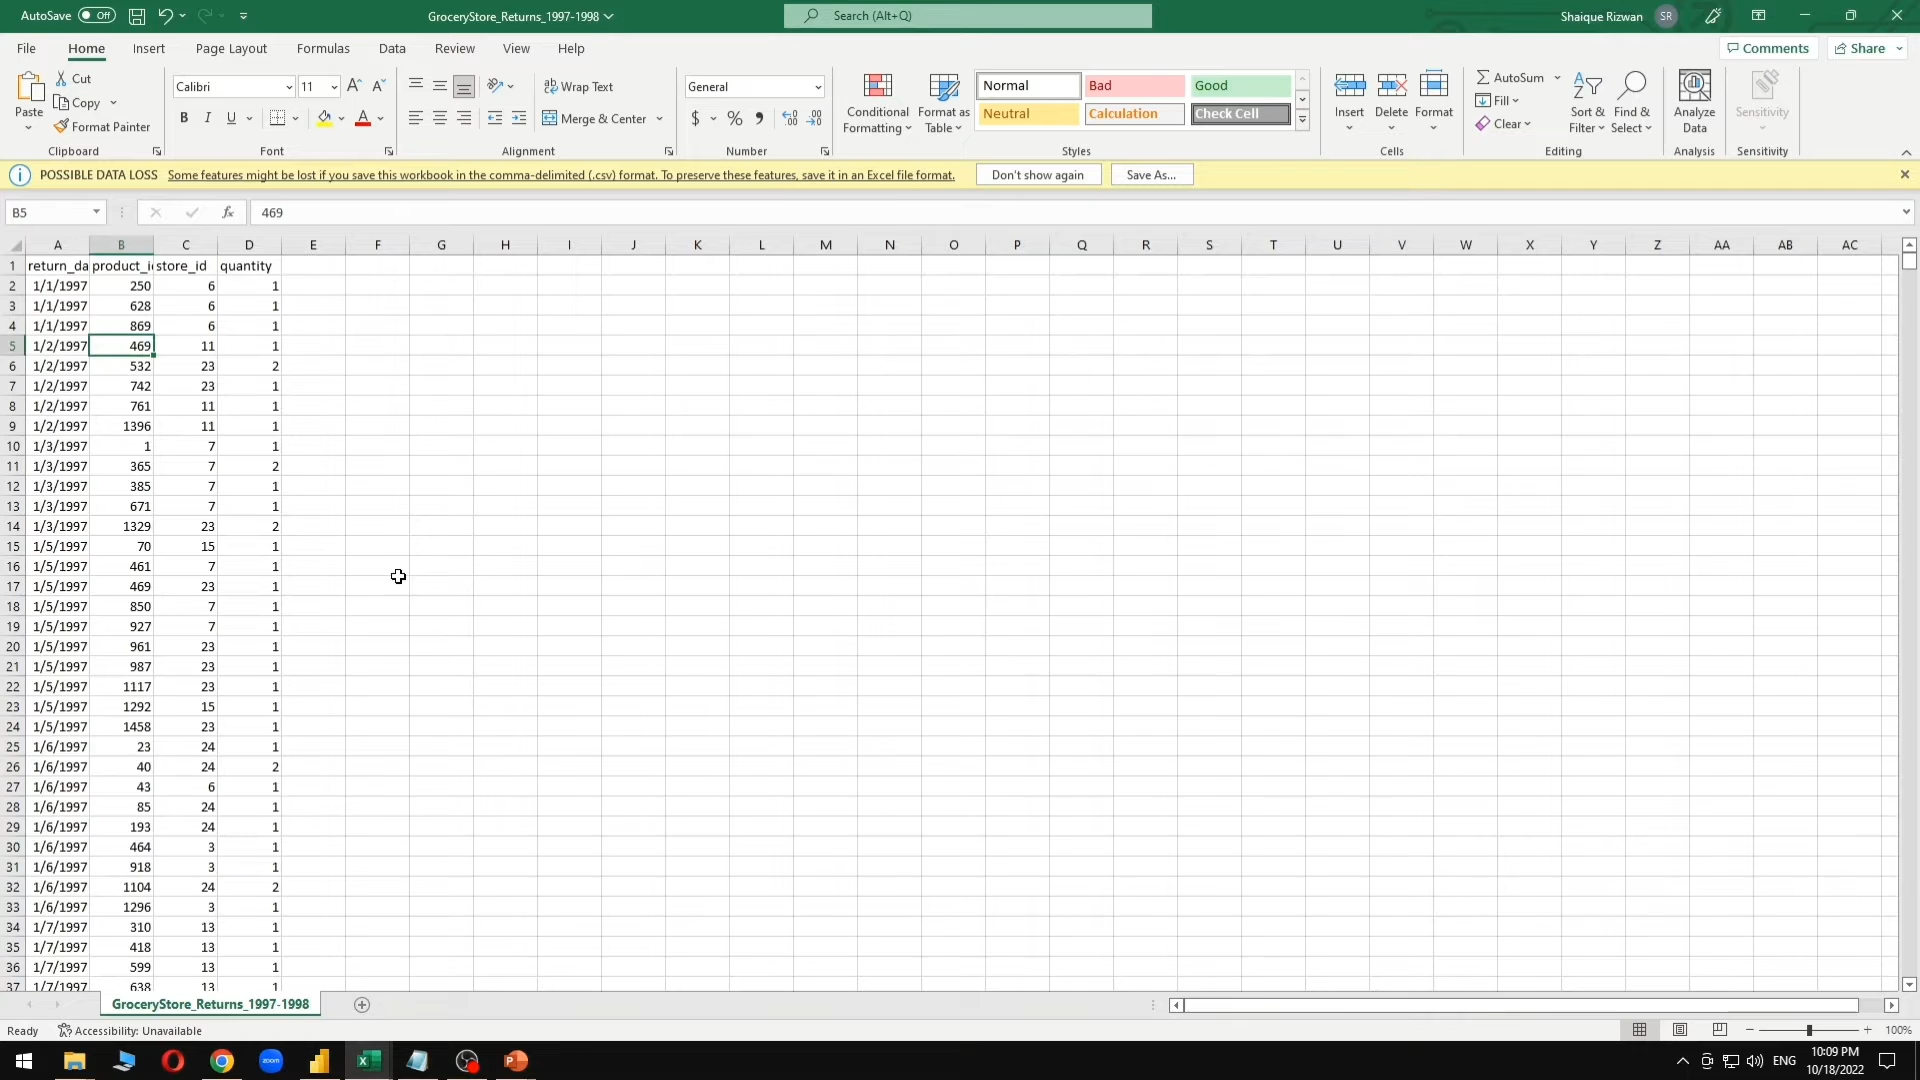 AutoSave Off GroceryStore_Returns_1997-1998 Search (Alt+Q) Shaique Rizwan SR
File Home Insert Page Layout Formulas Data Review View Help Comments Share
Paste Cut Copy Format Painter Clipboard
Calibri 11 B I U A Font
Wrap Text Merge & Center Alignment
General $ % Number
Conditional Formatting Format as Table Normal Bad Good Neutral Calculation Check Cell Styles
Insert Delete Format Cells
AutoSum Fill Clear Sort & Filter Find & Select Editing
Analyze Data Analysis
Sensitivity Sensitivity
POSSIBLE DATA LOSS Some features might be lost if you save this workbook in the comma-delimited (.csv) format. To preserve these features, save it in an Excel file format. Don't show again Save As...
B5 fx 469
A B C D E F G H I J K L M N O P Q R S T U V W X Y Z AA AB AC
1 return_da product_i store_id quantity
2 1/1/1997 250 6 1
3 1/1/1997 628 6 1
4 1/1/1997 869 6 1
5 1/2/1997 469 11 1
6 1/2/1997 532 23 2
7 1/2/1997 742 23 1
8 1/2/1997 761 11 1
9 1/2/1997 1396 11 1
10 1/3/1997 1 7 1
11 1/3/1997 365 7 2
12 1/3/1997 385 7 1
13 1/3/1997 671 7 1
14 1/3/1997 1329 23 2
15 1/5/1997 70 15 1
16 1/5/1997 461 7 1
17 1/5/1997 469 23 1
18 1/5/1997 850 7 1
19 1/5/1997 927 7 1
20 1/5/1997 961 23 1
21 1/5/1997 987 23 1
22 1/5/1997 1117 23 1
23 1/5/1997 1292 15 1
24 1/5/1997 1458 23 1
25 1/6/1997 23 24 1
26 1/6/1997 40 24 2
27 1/6/1997 43 6 1
28 1/6/1997 85 24 1
29 1/6/1997 193 24 1
30 1/6/1997 464 3 1
31 1/6/1997 918 3 1
32 1/6/1997 1104 24 2
33 1/6/1997 1296 3 1
34 1/7/1997 310 13 1
35 1/7/1997 418 13 1
36 1/7/1997 599 13 1
37 1/7/1997 638 13 1
GroceryStore_Returns_1997-1998
Ready Accessibility: Unavailable 100%
zoom ENG 10:09 PM
10/18/2022